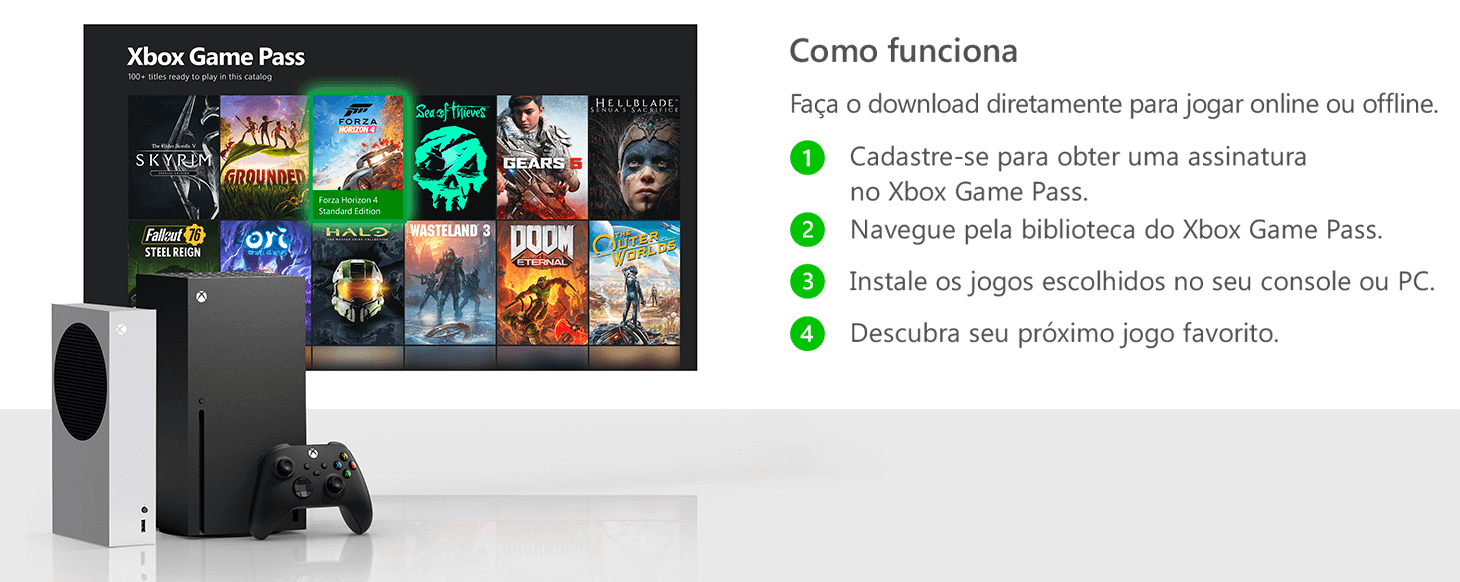 Xbox Game Pass
100+ titles ready to play in this catalog
The Elder Scrolls V
SKYRIM
SPECIAL EDITION
GROUNDED
FORZA
HORIZON 4
Forza Horizon 4
Standard Edition
Sea of Thieves
GEARS 5
HELLBLADE
SENUA'S SACRIFICE
Fallout 76
STEEL REIGN
ori
HALO
THE MASTER CHIEF COLLECTION
WASTELAND 3
DOOM
ETERNAL
THE
OUTER
WORLDS
Como funciona
Faça o download diretamente para jogar online ou offline.
1 Cadastre-se para obter uma assinatura
no Xbox Game Pass.
2 Navegue pela biblioteca do Xbox Game Pass.
3 Instale os jogos escolhidos no seu console ou PC.
4 Descubra seu próximo jogo favorito.